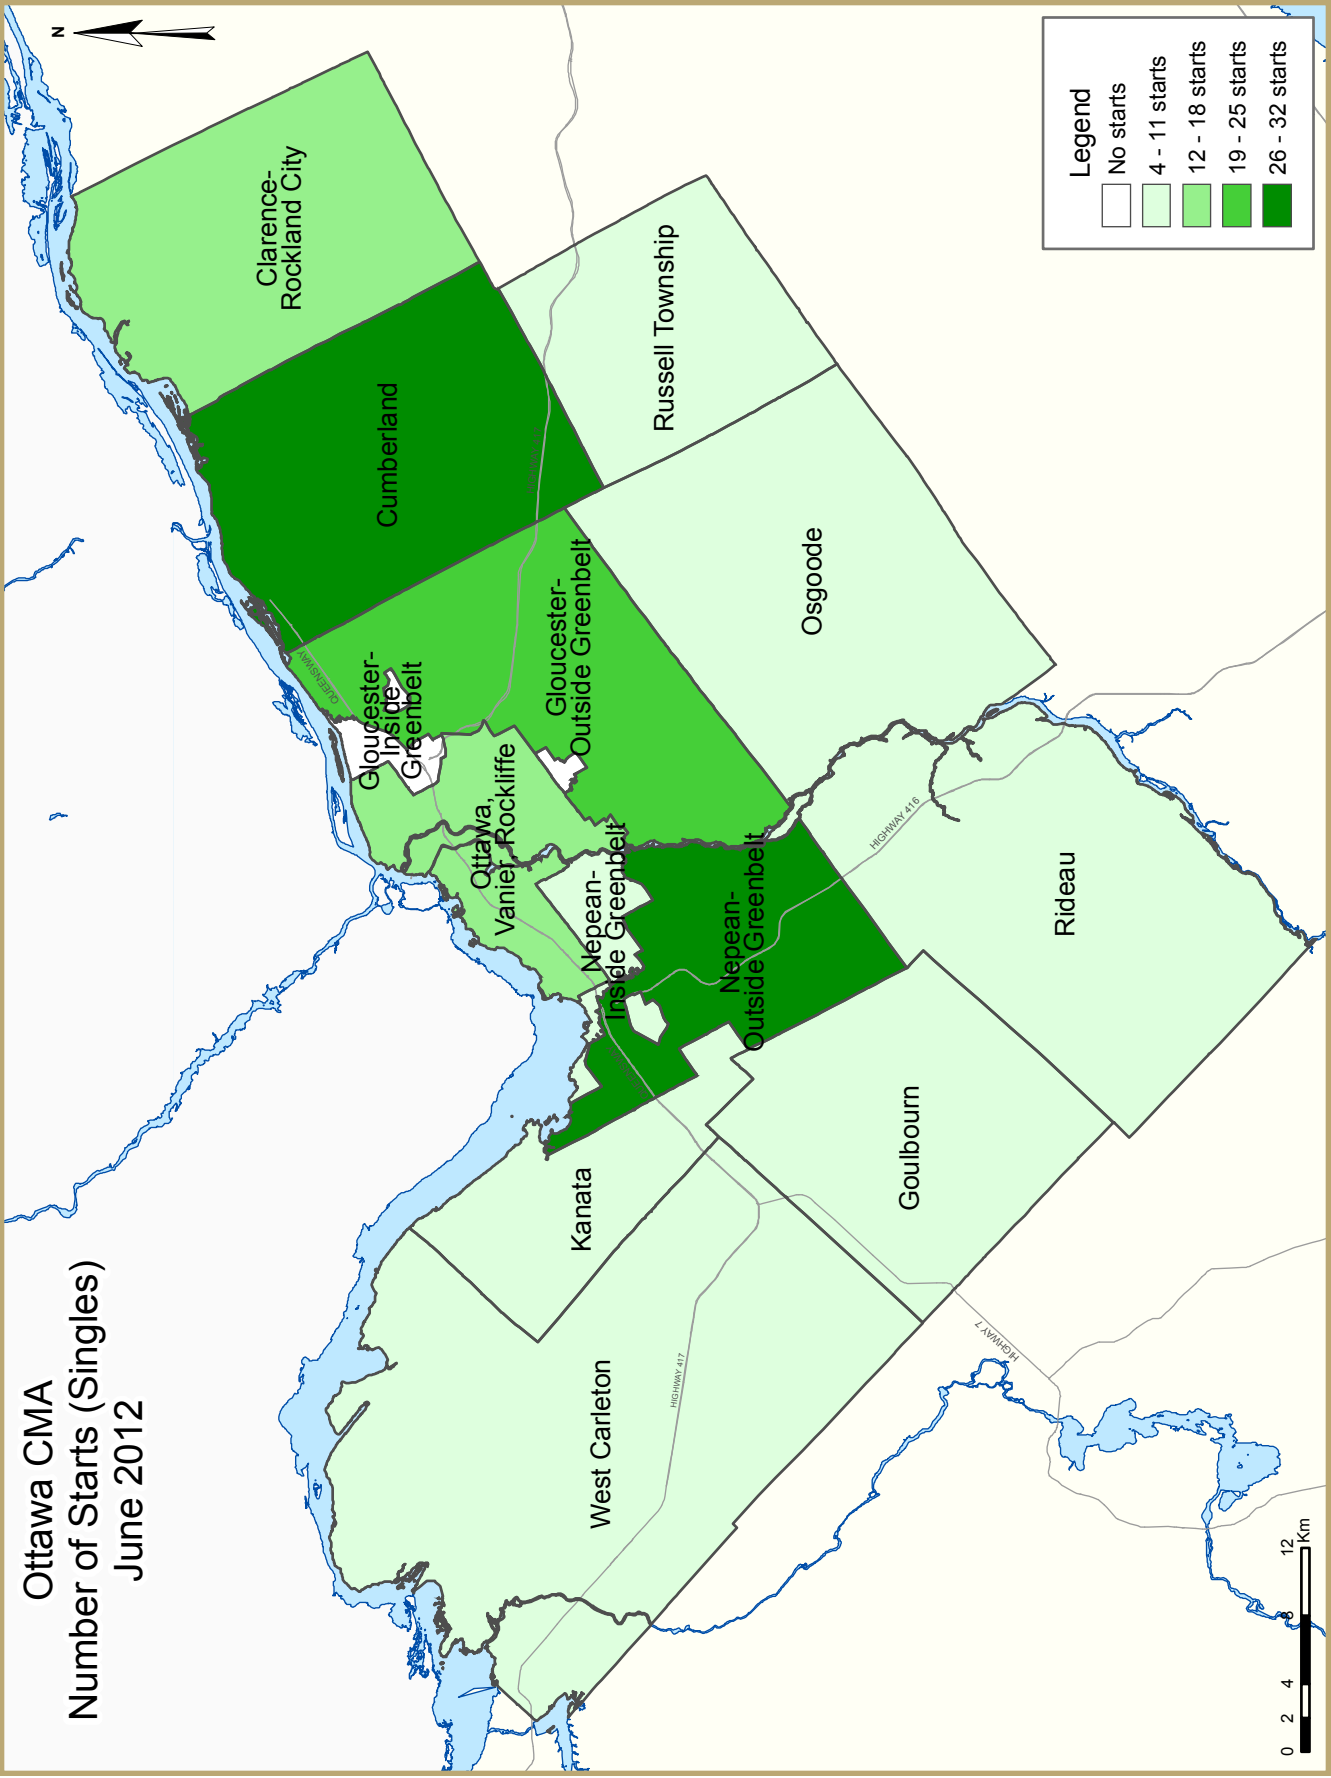 Ottawa CMA
Number of Starts (Singles)
June 2012
N
Clarence-
Rockland City
Cumberland
Russell Township
QUEENSWAY
Gloucester-
Inside
Greenbelt
Gloucester-
Outside Greenbelt
Osgoode
Ottawa,
Vanier, Rockliffe
Nepean-
Inside Greenbelt
Nepean-
Outside Greenbelt
HIGHWAY 416
Rideau
Kanata
Goulbourn
West Carleton
HIGHWAY 417
HIGHWAY 7
Legend
No starts
4 - 11 starts
12 - 18 starts
19 - 25 starts
26 - 32 starts
0 2 4 8 12
Km